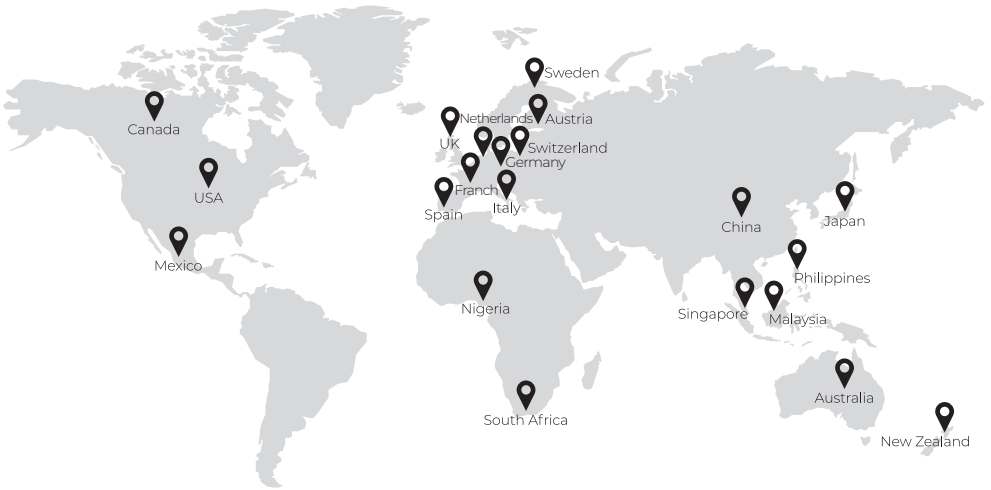 Sweden
Canada
Netherlands
Austria
UK
Switzerland
Germany
USA
Franch
Spain
Italy
China
Japan
Mexico
Philippines
Nigeria
Singapore
Malaysia
Australia
South Africa
New Zealand